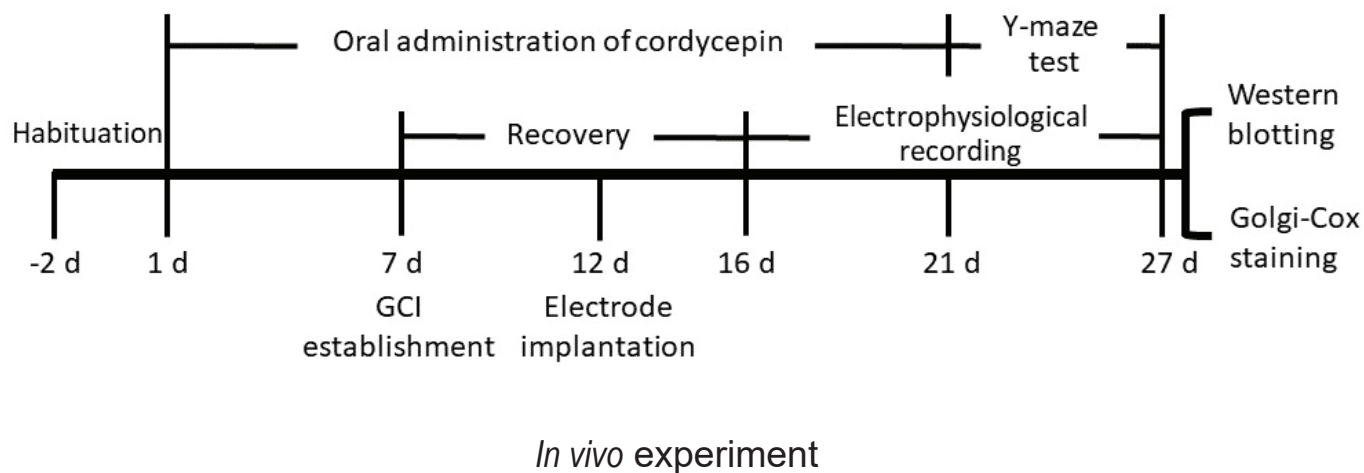 Oral administration of cordycepin
Y-maze
test
Habituation
Recovery
Electrophysiological
recording
Western
blotting
Golgi-Cox
staining
-2 d
1 d
7 d
12 d
16 d
21 d
27 d
GCI
establishment
Electrode
implantation
In vivo experiment